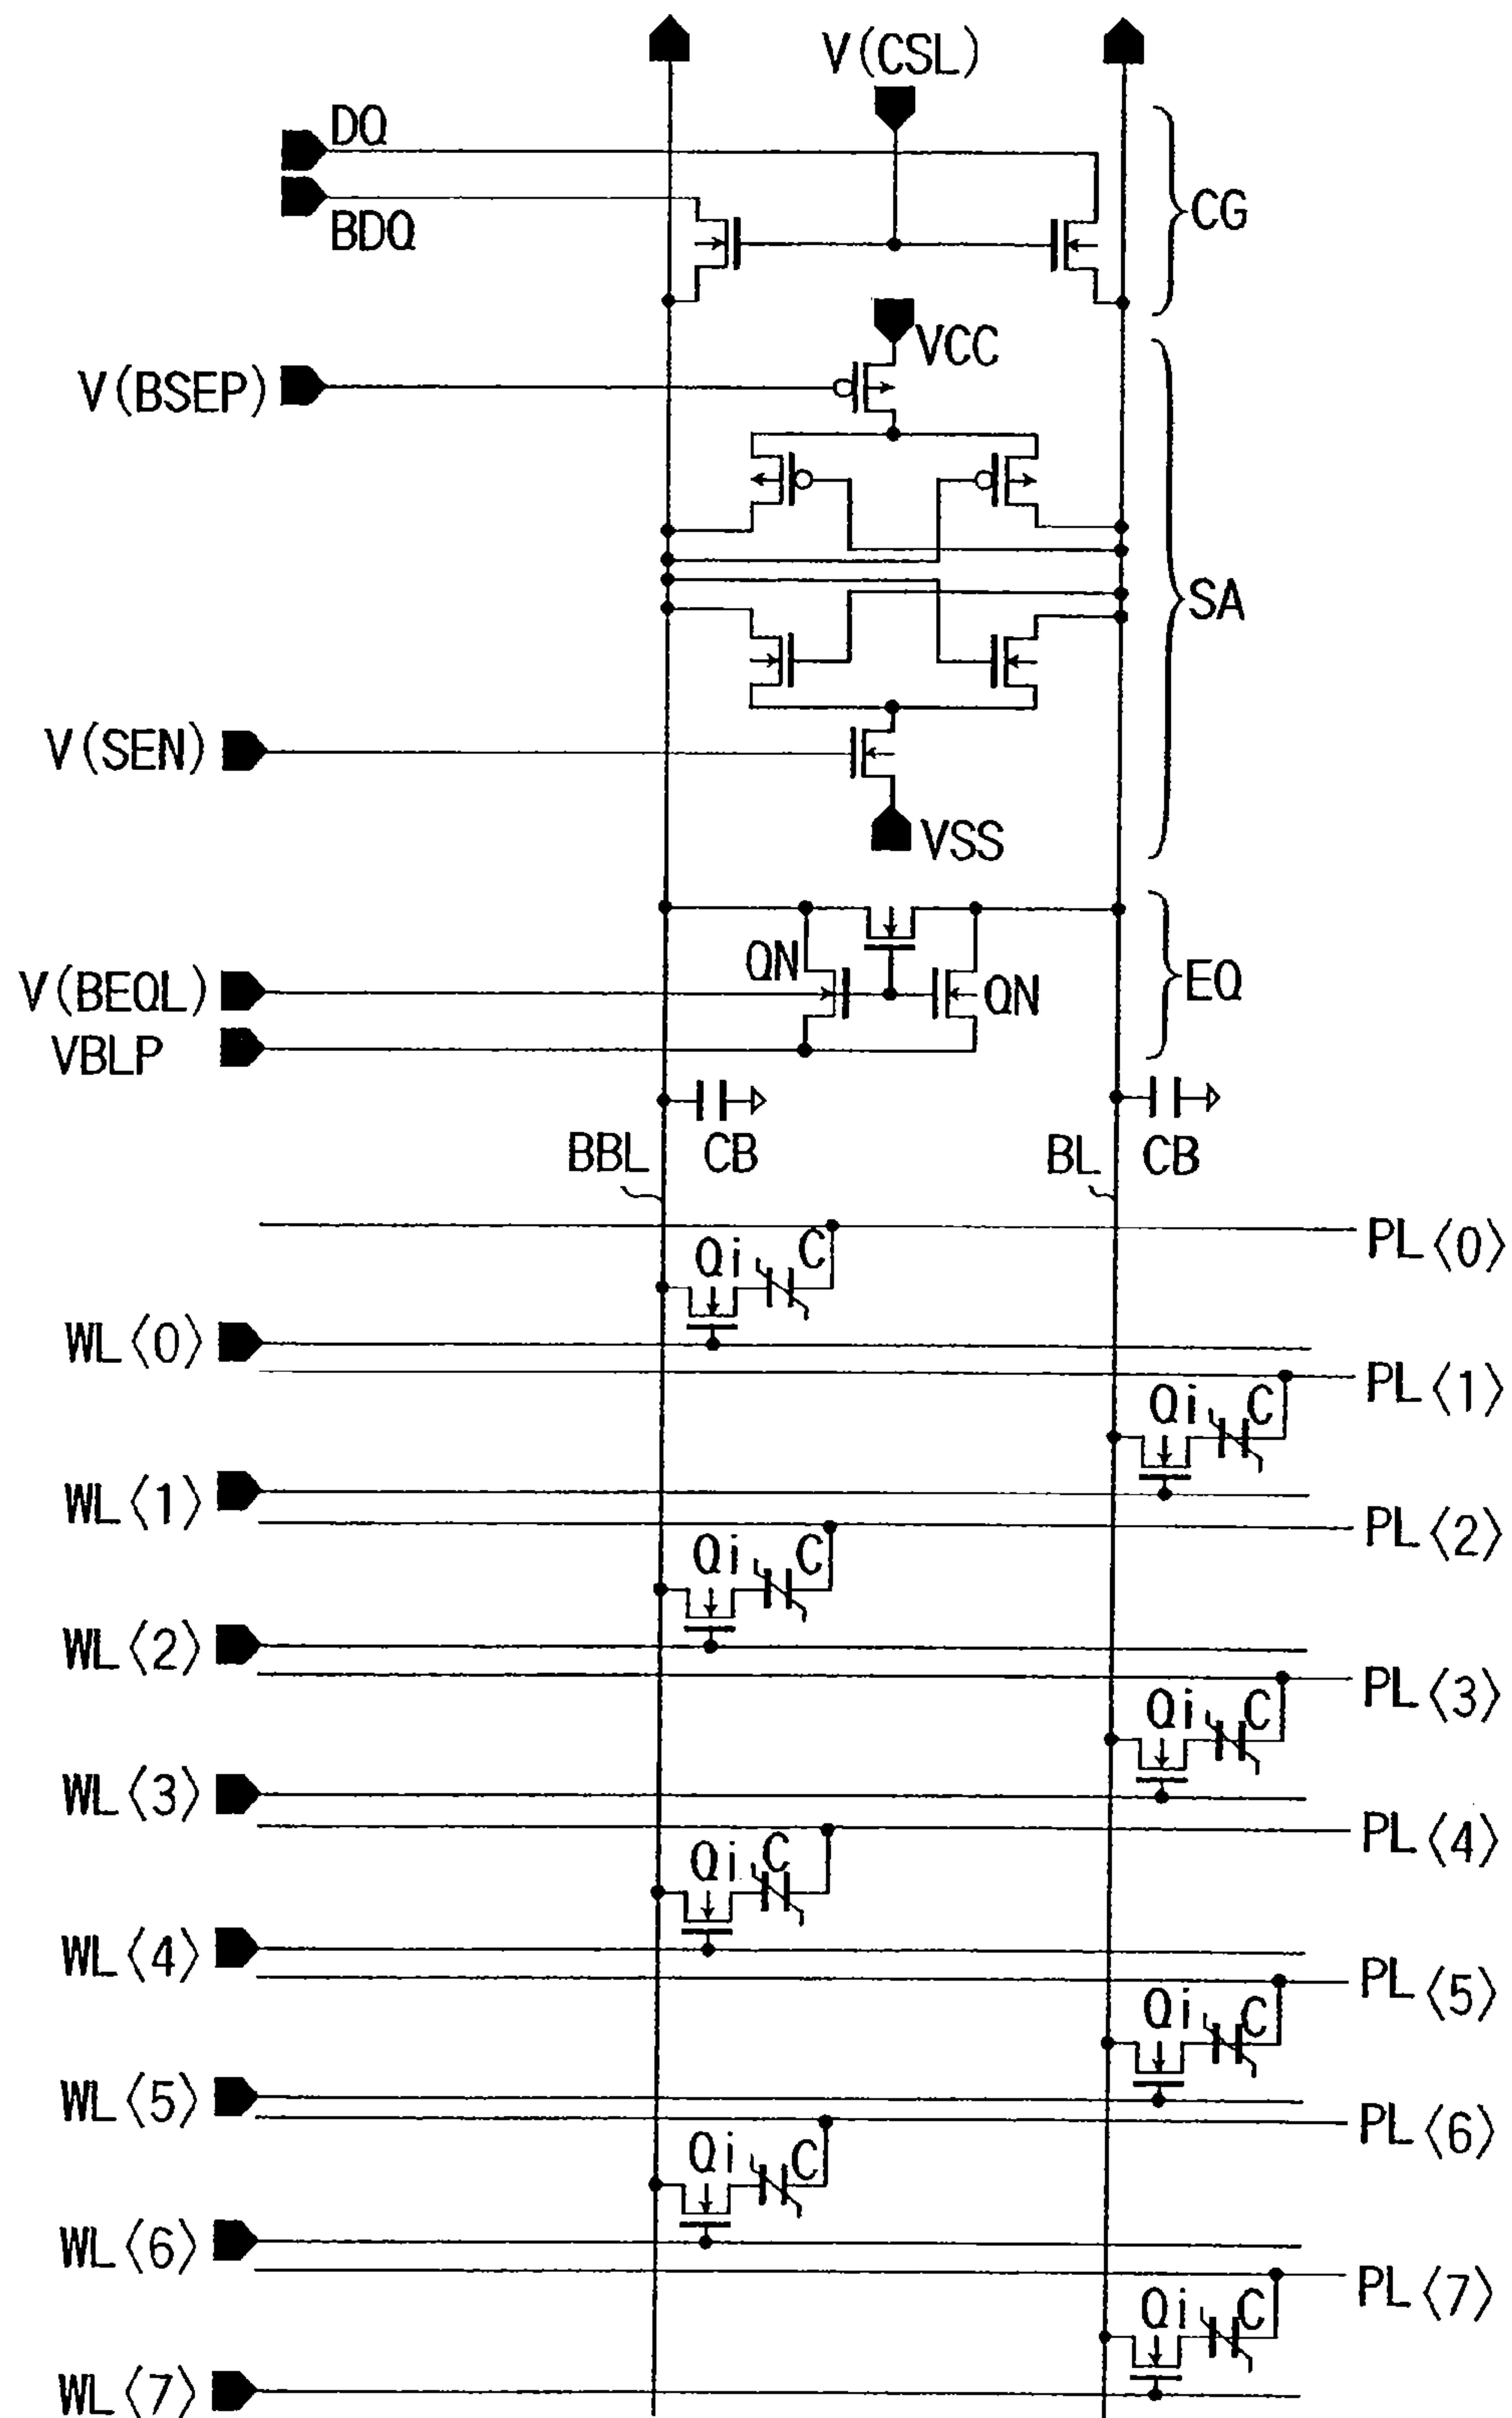 V(CSL)
DQ
BDQ
CG
VCC
V(BSEP)
SA
V(SEN)
VSS
QN
V(BEQL)
QN
EQ
VBLP
BBL
CB
BL
CB
PL〈0〉
Qi
C
WL〈0〉
PL〈1〉
Qi
C
WL〈1〉
PL〈2〉
Qi
C
WL〈2〉
PL〈3〉
Qi
C
WL〈3〉
PL〈4〉
Qi
C
WL〈4〉
PL〈5〉
Qi
C
WL〈5〉
PL〈6〉
Qi
C
WL〈6〉
PL〈7〉
Qi
C
WL〈7〉